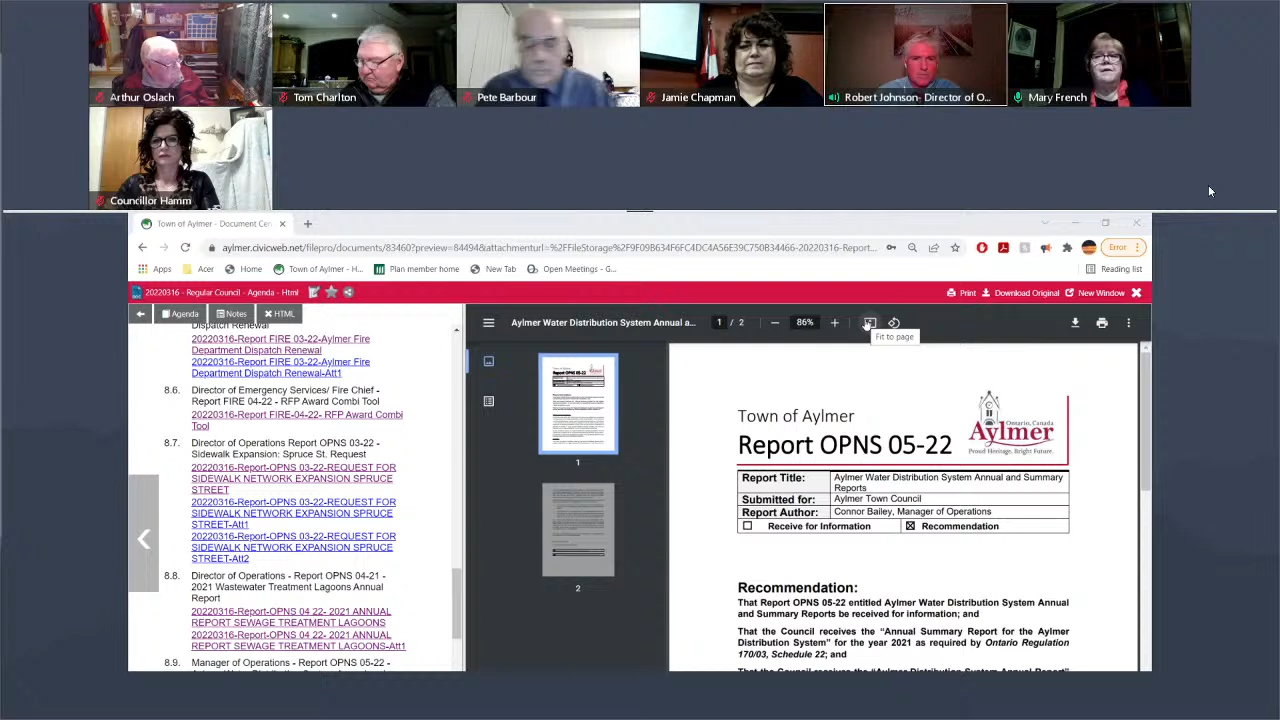 Arthur Oslach
Tom Charlton
Pete Barbour
Jamie Chapman
Robert Johnson- Director of O...
Mary French
Councillor Hamm
Town of Aylmer - Document Cen
aylmer.civicweb.net/filepro/documents/83460?preview=84494&attachmenturl=%2FFileStorage%2F9F09B634F6FC4DC4A56E39C750B34466-20220316-Report...
Error
Apps
Acer
Home
Town of Aylmer - H...
Plan member home
New Tab
Open Meetings - G...
Reading list
20220316 - Regular Council - Agenda - Html
Print
Download Original
New Window
Agenda
Notes
HTML
Aylmer Water Distribution System Annual a...
1 / 2
86%
Fit to page
Dispatch Renewal
20220316-Report FIRE 03-22-Aylmer Fire
Department Dispatch Renewal
20220316-Report FIRE 03-22-Aylmer Fire
Department Dispatch Renewal-Att1
8.6. Director of Emergency Services/ Fire Chief -
Report FIRE 04-22 - RFP Award Combi Tool
20220316-Report FIRE-04-22- RFP Award Combi
Tool
8.7. Director of Operations Report OPNS 03-22 -
Sidewalk Expansion: Spruce St. Request
20220316-Report-OPNS 03-22-REQUEST FOR
SIDEWALK NETWORK EXPANSION SPRUCE
STREET
20220316-Report-OPNS 03-22-REQUEST FOR
SIDEWALK NETWORK EXPANSION SPRUCE
STREET-Att1
20220316-Report-OPNS 03-22-REQUEST FOR
SIDEWALK NETWORK EXPANSION SPRUCE
STREET-Att2
8.8. Director of Operations - Report OPNS 04-21 -
2021 Wastewater Treatment Lagoons Annual
Report
20220316-Report-OPNS 04 22- 2021 ANNUAL
REPORT SEWAGE TREATMENT LAGOONS
20220316-Report-OPNS 04 22- 2021 ANNUAL
REPORT SEWAGE TREATMENT LAGOONS-Att1
8.9. Manager of Operations - Report OPNS 05-22 -
1
2
Town of Aylmer
Report OPNS 05-22
Ontario, Canada
Aylmer
Proud Heritage, Bright Future.
Report Title: Aylmer Water Distribution System Annual and Summary
Reports
Submitted for: Aylmer Town Council
Report Author: Connor Bailey, Manager of Operations
Receive for Information
Recommendation
Recommendation:
That Report OPNS 05-22 entitled Aylmer Water Distribution System Annual
and Summary Reports be received for information; and
That the Council receives the “Annual Summary Report for the Aylmer
Distribution System” for the year 2021 as required by Ontario Regulation
170/03, Schedule 22; and
That the Council receives the “Aylmer Distribution System Annual Report”